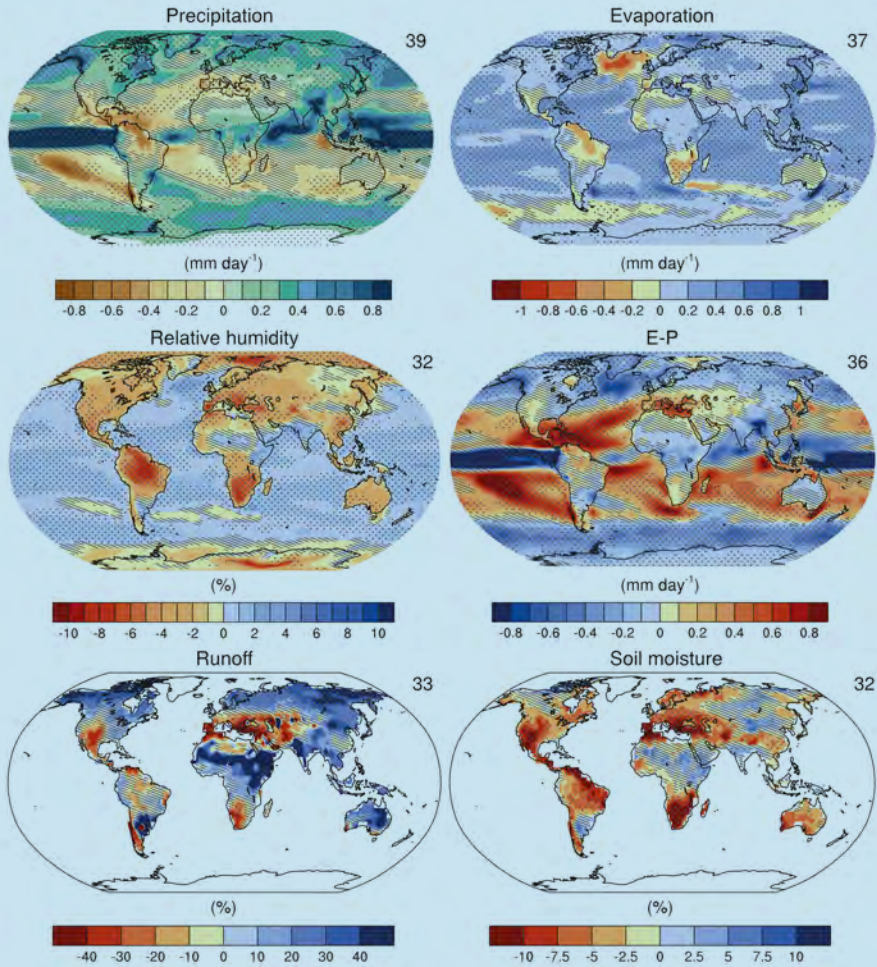 Precipitation
39
(mm day⁻¹)
-0.8 -0.6 -0.4 -0.2 0 0.2 0.4 0.6 0.8
Evaporation
37
(mm day⁻¹)
-1 -0.8 -0.6 -0.4 -0.2 0 0.2 0.4 0.6 0.8 1
Relative humidity
32
(%)
-10 -8 -6 -4 -2 0 2 4 6 8 10
E-P
36
(mm day⁻¹)
-0.8 -0.6 -0.4 -0.2 0 0.2 0.4 0.6 0.8
Runoff
33
(%)
-40 -30 -20 -10 0 10 20 30 40
Soil moisture
32
(%)
-10 -7.5 -5 -2.5 0 2.5 5 7.5 10